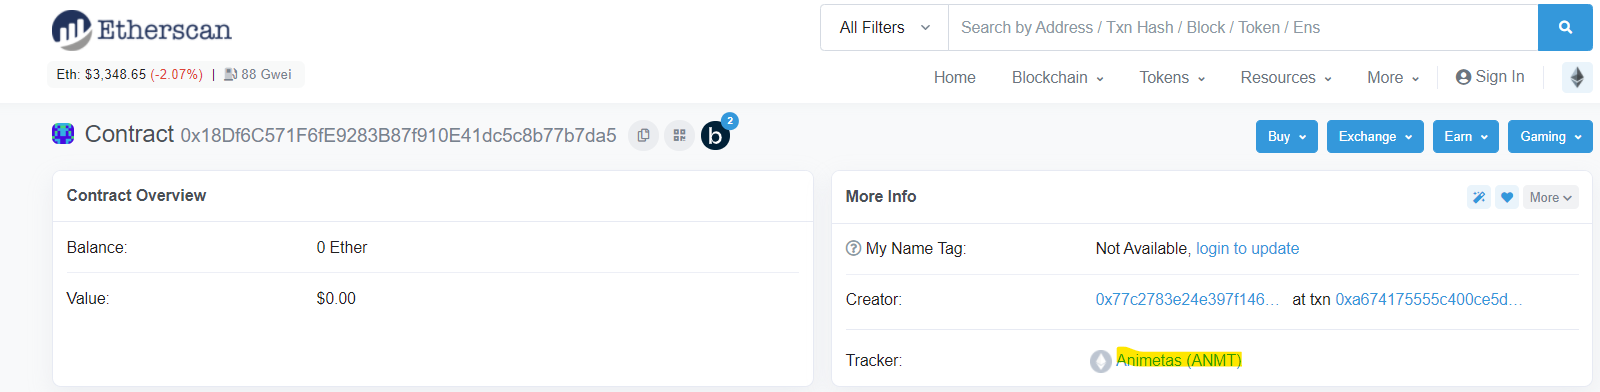 Etherscan
All Filters
Search by Address / Txn Hash / Block / Token / Ens
Eth: $3,348.65 (-2.07%) | 88 Gwei
Home Blockchain Tokens Resources More Sign In
Contract 0x18Df6C571F6fE9283B87f910E41dc5c8b77b7da5 b 2
Buy Exchange Earn Gaming
Contract Overview
Balance: 0 Ether
Value: $0.00
More Info More
? My Name Tag: Not Available, login to update
Creator: 0x77c2783e24e397f146... at txn 0xa674175555c400ce5d...
Tracker: Animetas (ANMT)